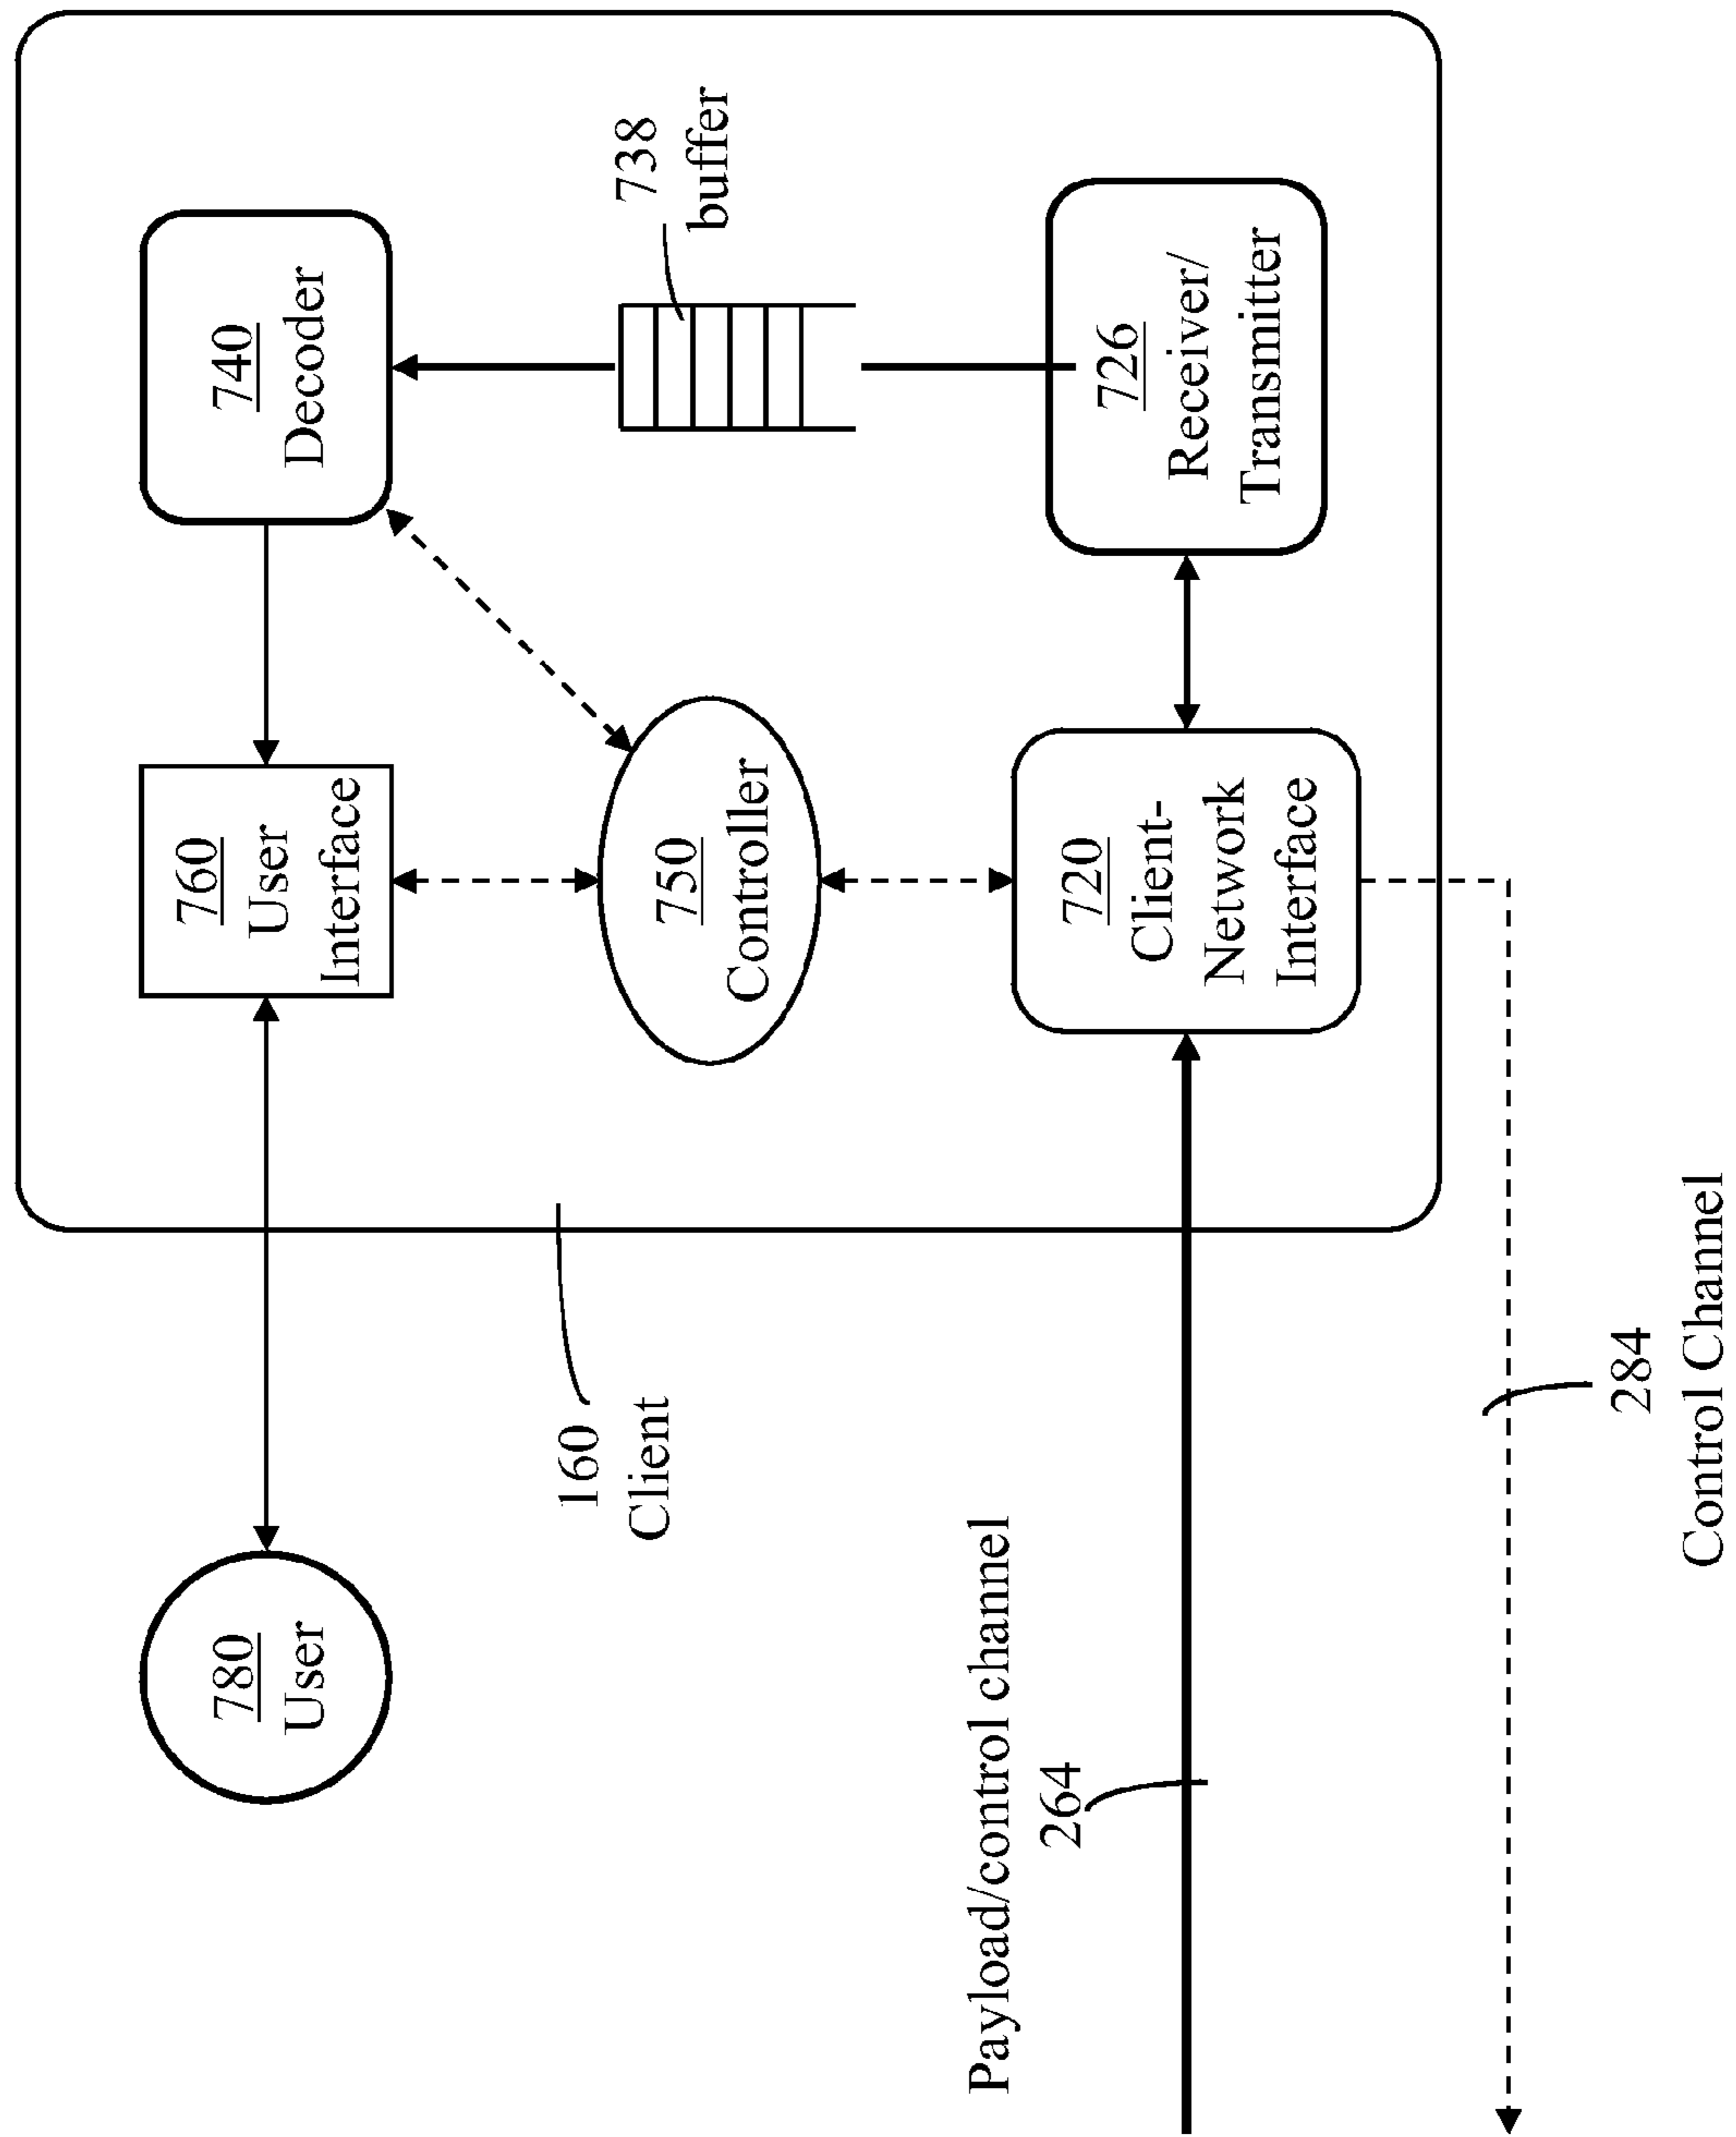 780
User
760
User
Interface
740
Decoder
738
buffer
160
Client
750
Controller
Payload/control channel
264
720
Client-
Network
Interface
726
Receiver/
Transmitter
284
Control Channel